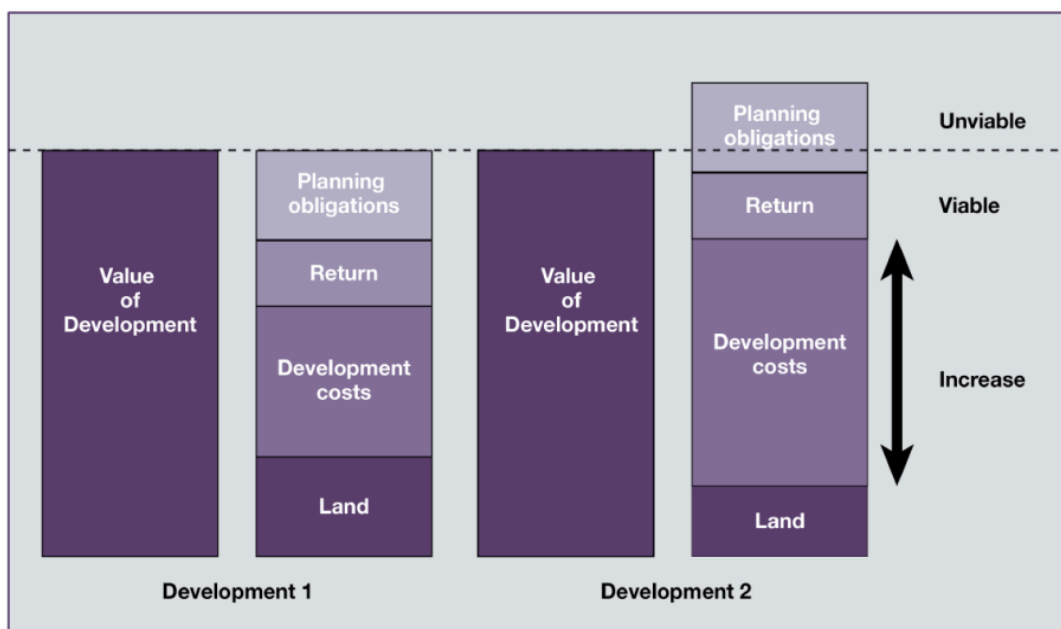 Value
of
Development
Planning
obligations
Return
Development
costs
Land
Development 1
Value
of
Development
Planning
obligations
Return
Development
costs
Land
Development 2
Unviable
Viable
Increase